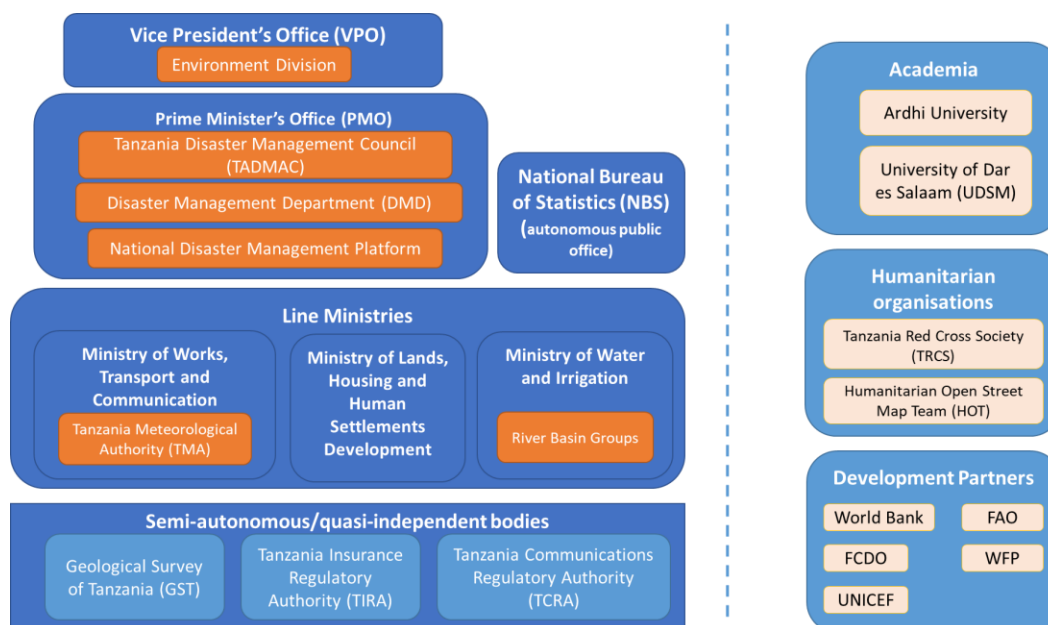 Vice President's Office (VPO)
Environment Division
Prime Minister's Office (PMO)
Tanzania Disaster Management Council
(TADMAC)
Disaster Management Department (DMD)
National Disaster Management Platform
National Bureau
of Statistics (NBS)
(autonomous public
office)
Line Ministries
Ministry of Works,
Transport and
Communication
Tanzania Meteorological
Authority (TMA)
Ministry of Lands,
Housing and
Human
Settlements
Development
Ministry of Water
and Irrigation
River Basin Groups
Semi-autonomous/quasi-independent bodies
Geological Survey
of Tanzania (GST)
Tanzania Insurance
Regulatory
Authority (TIRA)
Tanzania Communications
Regulatory Authority
(TCRA)
Academia
Ardhi University
University of Dar
es Salaam (UDSM)
Humanitarian
organisations
Tanzania Red Cross Society
(TRCS)
Humanitarian Open Street
Map Team (HOT)
Development Partners
World Bank
FAO
FCDO
WFP
UNICEF